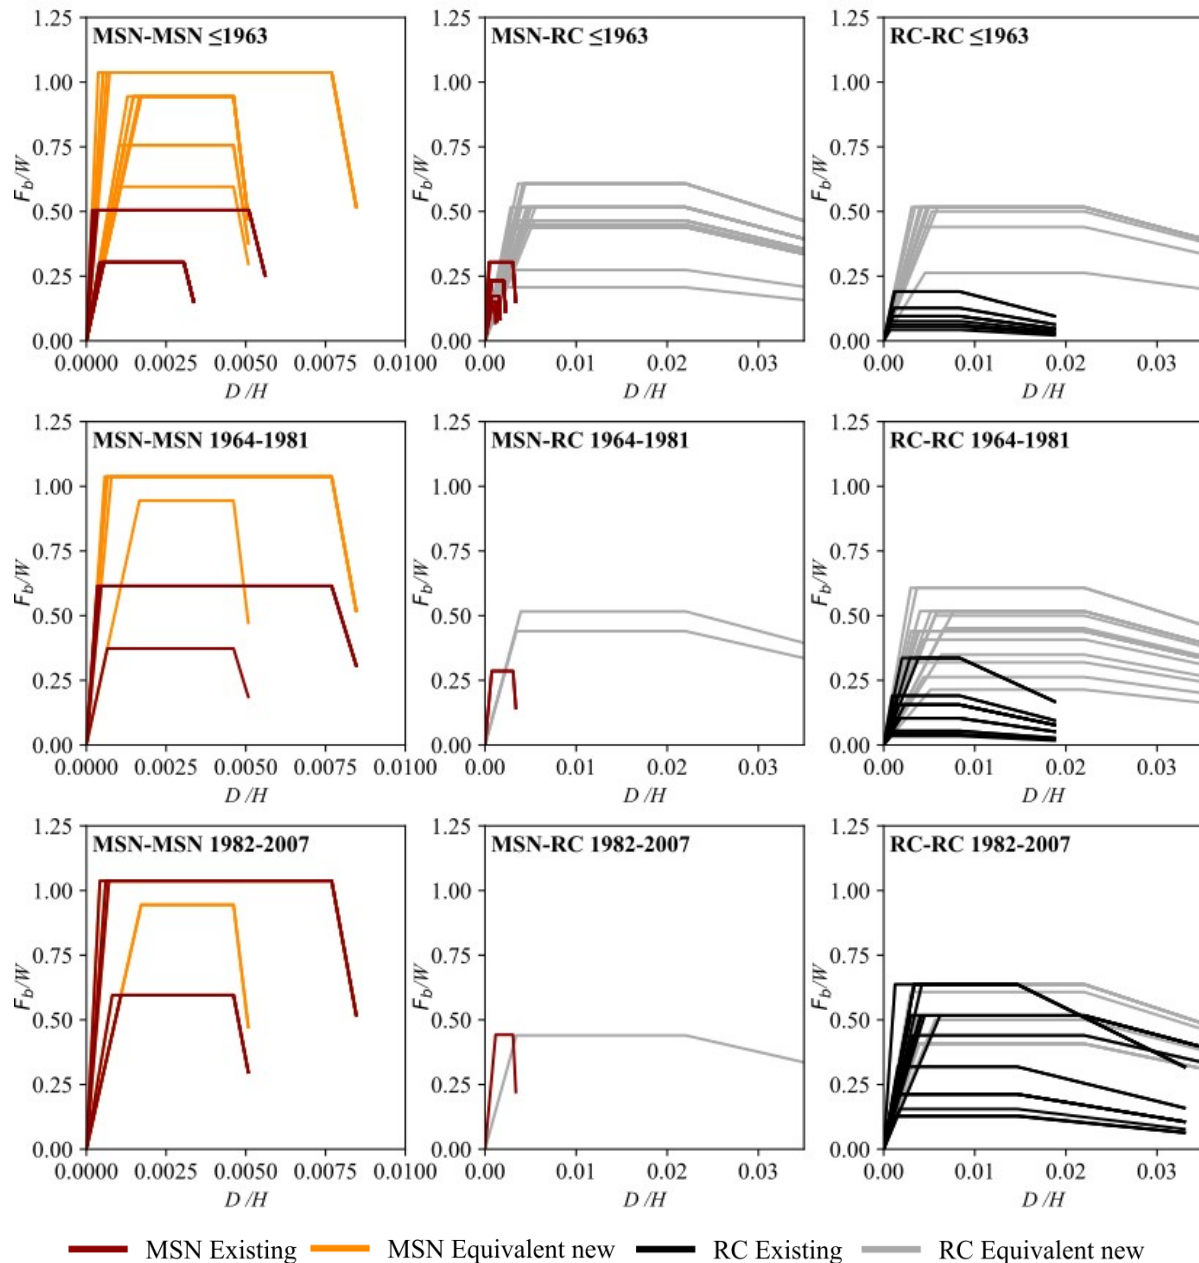 MSN-MSN ≤1963
1.25
1.00
0.75
0.50
0.25
0.00
F_b/W
0.0000 0.0025 0.0050 0.0075 0.0100
D /H
MSN-RC ≤1963
1.25
1.00
0.75
0.50
0.25
0.00
F_b/W
0.00 0.01 0.02 0.03
D /H
RC-RC ≤1963
1.25
1.00
0.75
0.50
0.25
0.00
F_b/W
0.00 0.01 0.02 0.03
D /H
MSN-MSN 1964-1981
1.25
1.00
0.75
0.50
0.25
0.00
F_b/W
0.0000 0.0025 0.0050 0.0075 0.0100
D /H
MSN-RC 1964-1981
1.25
1.00
0.75
0.50
0.25
0.00
F_b/W
0.00 0.01 0.02 0.03
D /H
RC-RC 1964-1981
1.25
1.00
0.75
0.50
0.25
0.00
F_b/W
0.00 0.01 0.02 0.03
D /H
MSN-MSN 1982-2007
1.25
1.00
0.75
0.50
0.25
0.00
F_b/W
0.0000 0.0025 0.0050 0.0075 0.0100
D /H
MSN-RC 1982-2007
1.25
1.00
0.75
0.50
0.25
0.00
F_b/W
0.00 0.01 0.02 0.03
D /H
RC-RC 1982-2007
1.25
1.00
0.75
0.50
0.25
0.00
F_b/W
0.00 0.01 0.02 0.03
D /H
MSN Existing MSN Equivalent new RC Existing RC Equivalent new